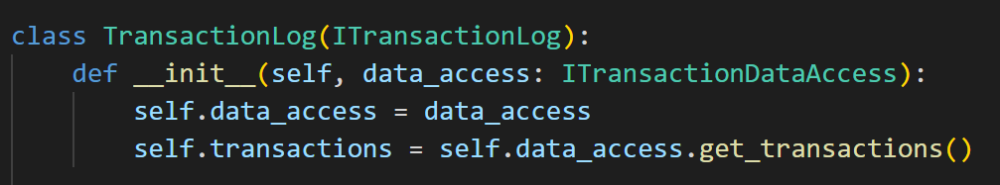 class TransactionLog(ITransactionLog):
    def __init__(self, data_access: ITransactionDataAccess):
        self.data_access = data_access
        self.transactions = self.data_access.get_transactions()